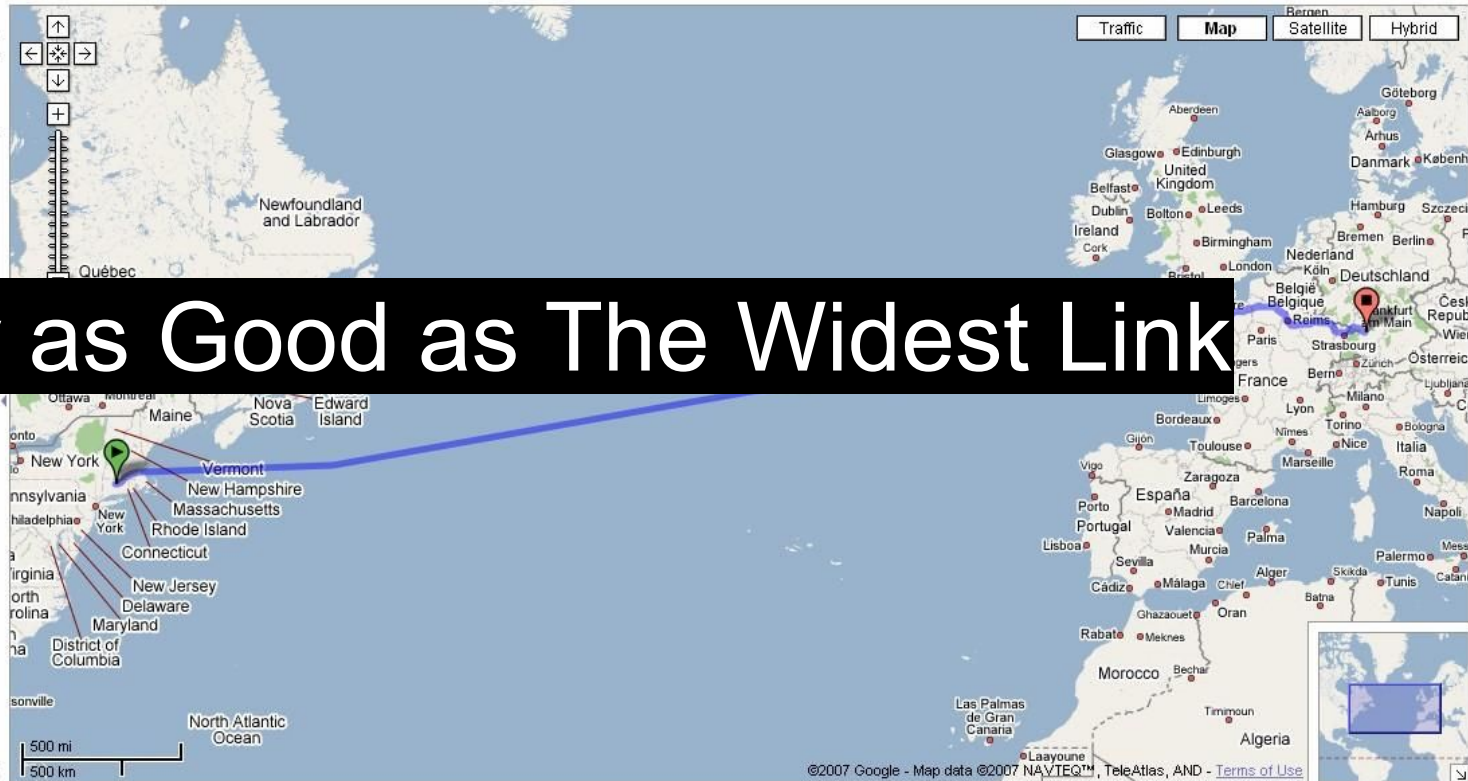 Traffic
Map
Satellite
Hybrid
Bergen
Göteborg
Aalborg
Århus
Danmark
Aberdeen
Glasgow
Edinburgh
United
Kingdom
Belfast
Dublin
Ireland
Cork
Bolton
Leeds
Birmingham
London
Bristol
Hamburg
Bremen
Berlin
Nederland
Köln
Deutschland
België
Belgique
Newfoundland
and Labrador
Québec
as Good as The Widest Link
Reims
Paris
Strasbourg
am Main
Zürich
Bern
France
Limoges
Lyon
Milano
Torino
Bordeaux
Nîmes
Nice
Bologna
Italia
Toulouse
Marseille
Roma
Napoli
Gijón
Vigo
Zaragoza
España
Barcelona
Porto
Madrid
Portugal
Valencia
Palma
Lisboa
Murcia
Sevilla
Cádiz
Málaga
Palermo
Chlef
Alger
Skikda
Tunis
Ghazaouet
Oran
Batna
Rabat
Meknes
Morocco
Bechar
Las Palmas
de Gran
Canaria
Timimoun
Algeria
Laayoune
Ottawa
Montreal
Maine
Nova
Scotia
Edward
Island
New York
Vermont
New Hampshire
Massachusetts
New
York
Rhode Island
Connecticut
New Jersey
Delaware
Maryland
District of
Columbia
North Atlantic
Ocean
500 mi
500 km
©2007 Google - Map data ©2007 NAVTEQ™, TeleAtlas, AND - Terms of Use